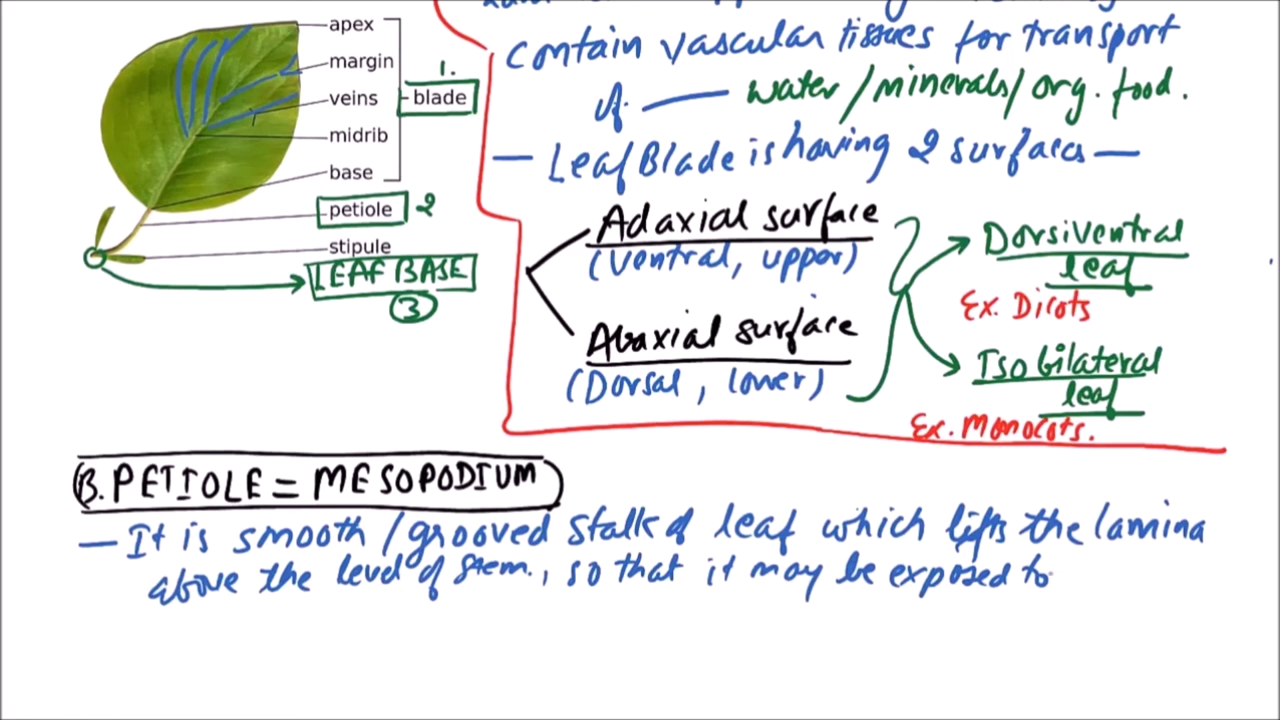 apex
margin
1.
veins
blade
midrib
base
petiole 2
stipule
LEAF BASE
3
contain vascular tissues for transport
of — water/minerals/org. food.
— Leaf Blade is having 2 surfaces —
Adaxial surface
(Ventral, upper)
Abaxial surface
(Dorsal, lower)
Dorsiventral
leaf
Ex. Dicots
Isobilateral
leaf
Ex. Monocots.
B. PETIOLE = MESOPODIUM
— It is smooth/grooved stalk of leaf which lifts the lamina
above the level of stem., so that it may be exposed to